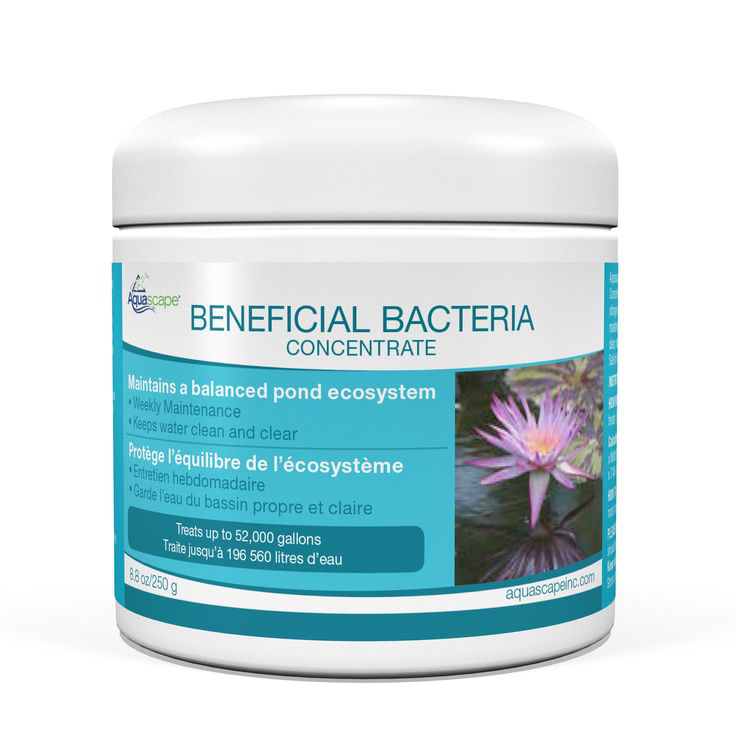 Aquascape®
BENEFICIAL BACTERIA
CONCENTRATE
Maintains a balanced pond ecosystem
• Weekly Maintenance
• Keeps water clean and clear
Protège l'équilibre de l'écosystème
• Entretien hebdomadaire
• Garde l'eau du bassin propre et claire
Treats up to 52,000 gallons
Traite jusqu'à 196 560 litres d'eau
8.8 oz/250 g
aquascapeinc.com